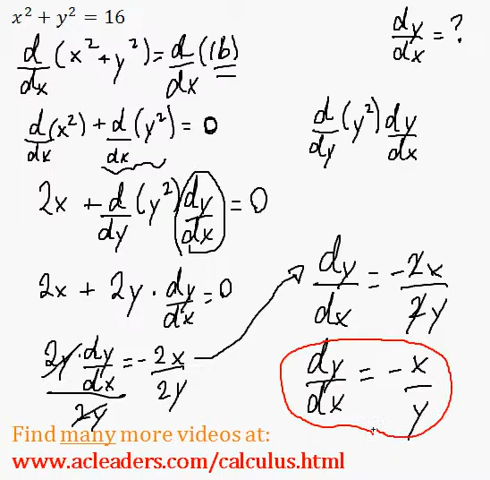 x² + y² = 16
dy/dx = ?
d/dx (x² + y²) = d/dx (16)
d/dx (x²) + d/dx (y²) = 0
d/dy (y²) dy/dx
2x + d/dy (y²) dy/dx = 0
2x + 2y · dy/dx = 0
2y · dy/dx / 2y = - 2x / 2y
dy/dx = -2x / 2y
dy/dx = - x / y
Find many more videos at:
www.acleaders.com/calculus.html